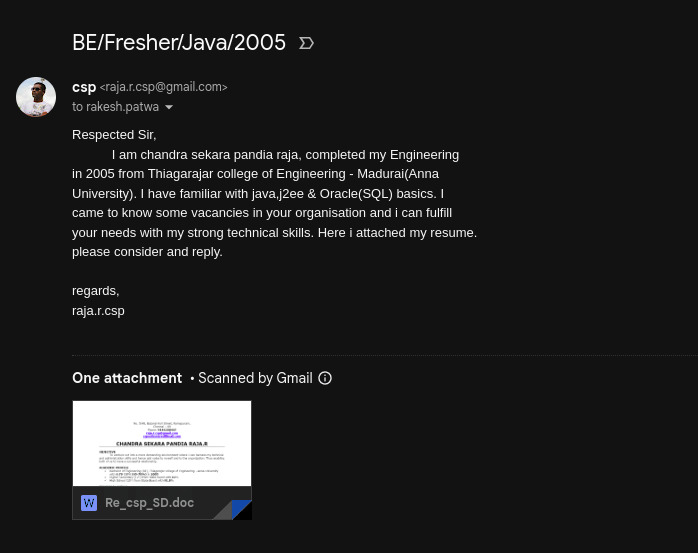 BE/Fresher/Java/2005
csp <raja.r.csp@gmail.com>
to rakesh.patwa
Respected Sir,
I am chandra sekara pandia raja, completed my Engineering
in 2005 from Thiagarajar college of Engineering - Madurai(Anna
University). I have familiar with java,j2ee & Oracle(SQL) basics. I
came to know some vacancies in your organisation and i can fulfill
your needs with my strong technical skills. Here i attached my resume.
please consider and reply.
regards,
raja.r.csp
One attachment • Scanned by Gmail
CHANDRA SEKARA PANDIA RAJA.R
OBJECTIVE
W Re_csp_SD.doc